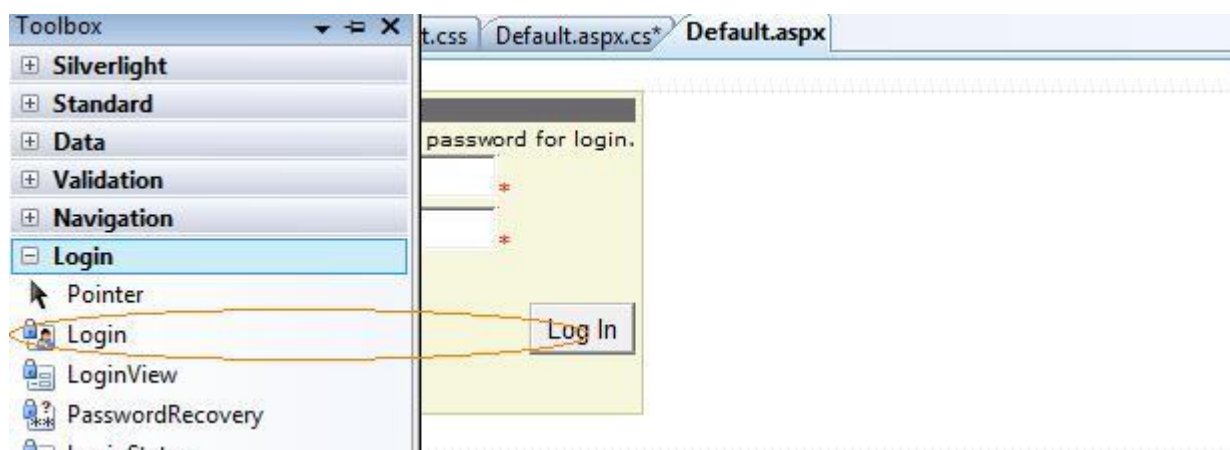 Toolbox
t.css Default.aspx.cs* Default.aspx
Silverlight
Standard
Data
Validation
Navigation
Login
Pointer
Login
LoginView
PasswordRecovery
password for login.
*
*
Log In